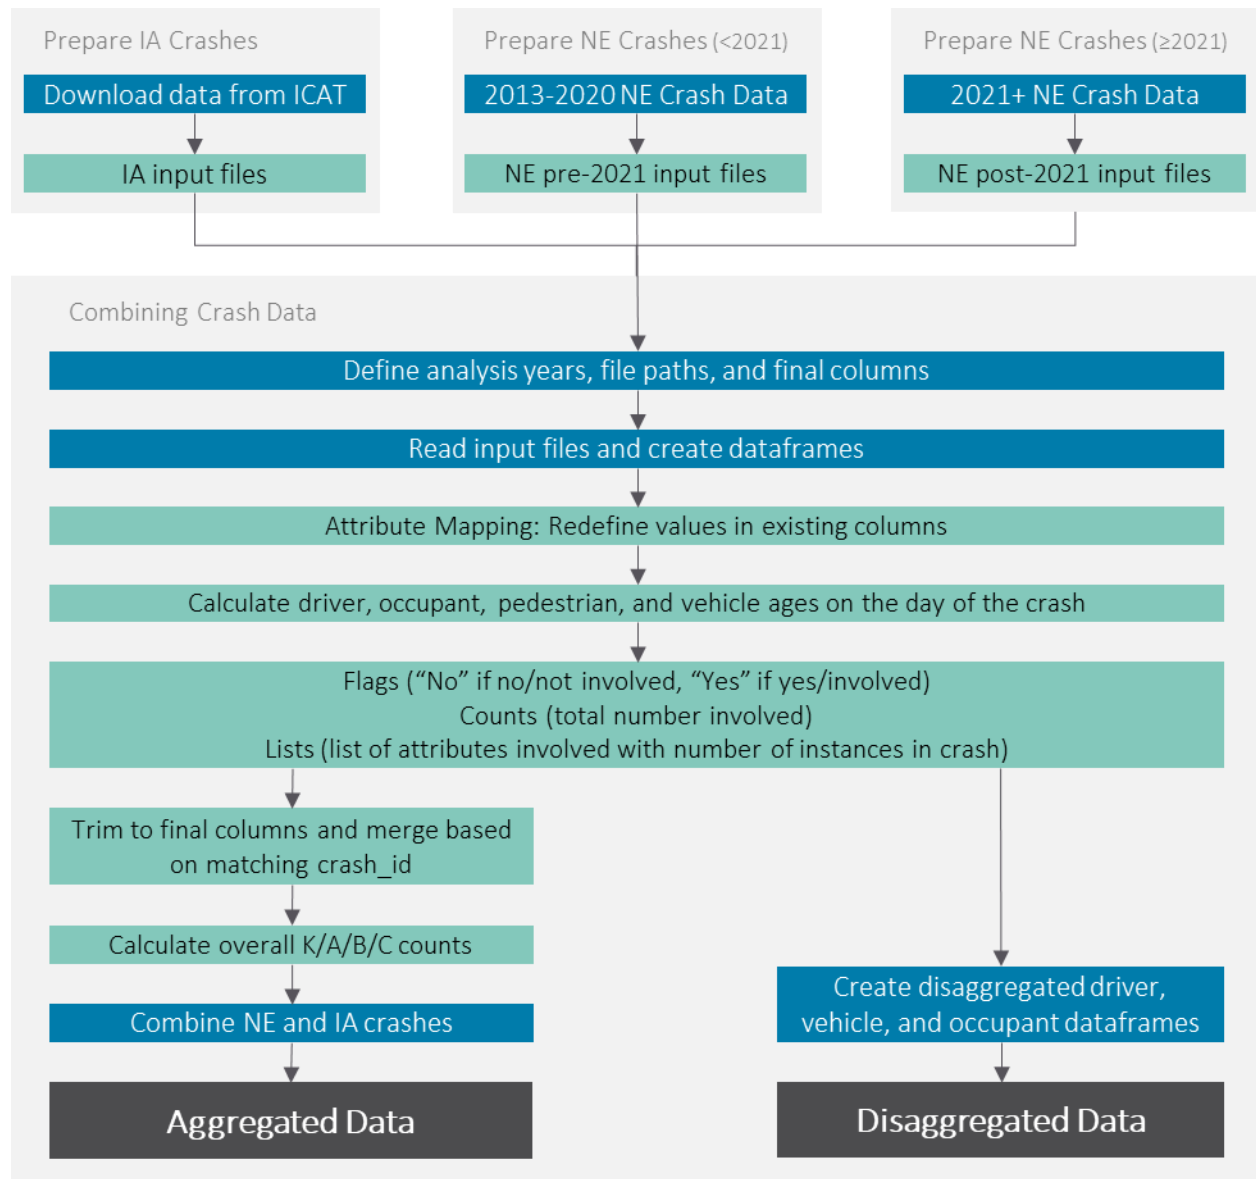 Prepare IA Crashes
Download data from ICAT
IA input files
Prepare NE Crashes (<2021)
2013-2020 NE Crash Data
NE pre-2021 input files
Prepare NE Crashes (≥2021)
2021+ NE Crash Data
NE post-2021 input files
Combining Crash Data
Define analysis years, file paths, and final columns
Read input files and create dataframes
Attribute Mapping: Redefine values in existing columns
Calculate driver, occupant, pedestrian, and vehicle ages on the day of the crash
Flags (“No” if no/not involved, “Yes” if yes/involved)
Counts (total number involved)
Lists (list of attributes involved with number of instances in crash)
Trim to final columns and merge based
on matching crash_id
Calculate overall K/A/B/C counts
Combine NE and IA crashes
Aggregated Data
Create disaggregated driver,
vehicle, and occupant dataframes
Disaggregated Data